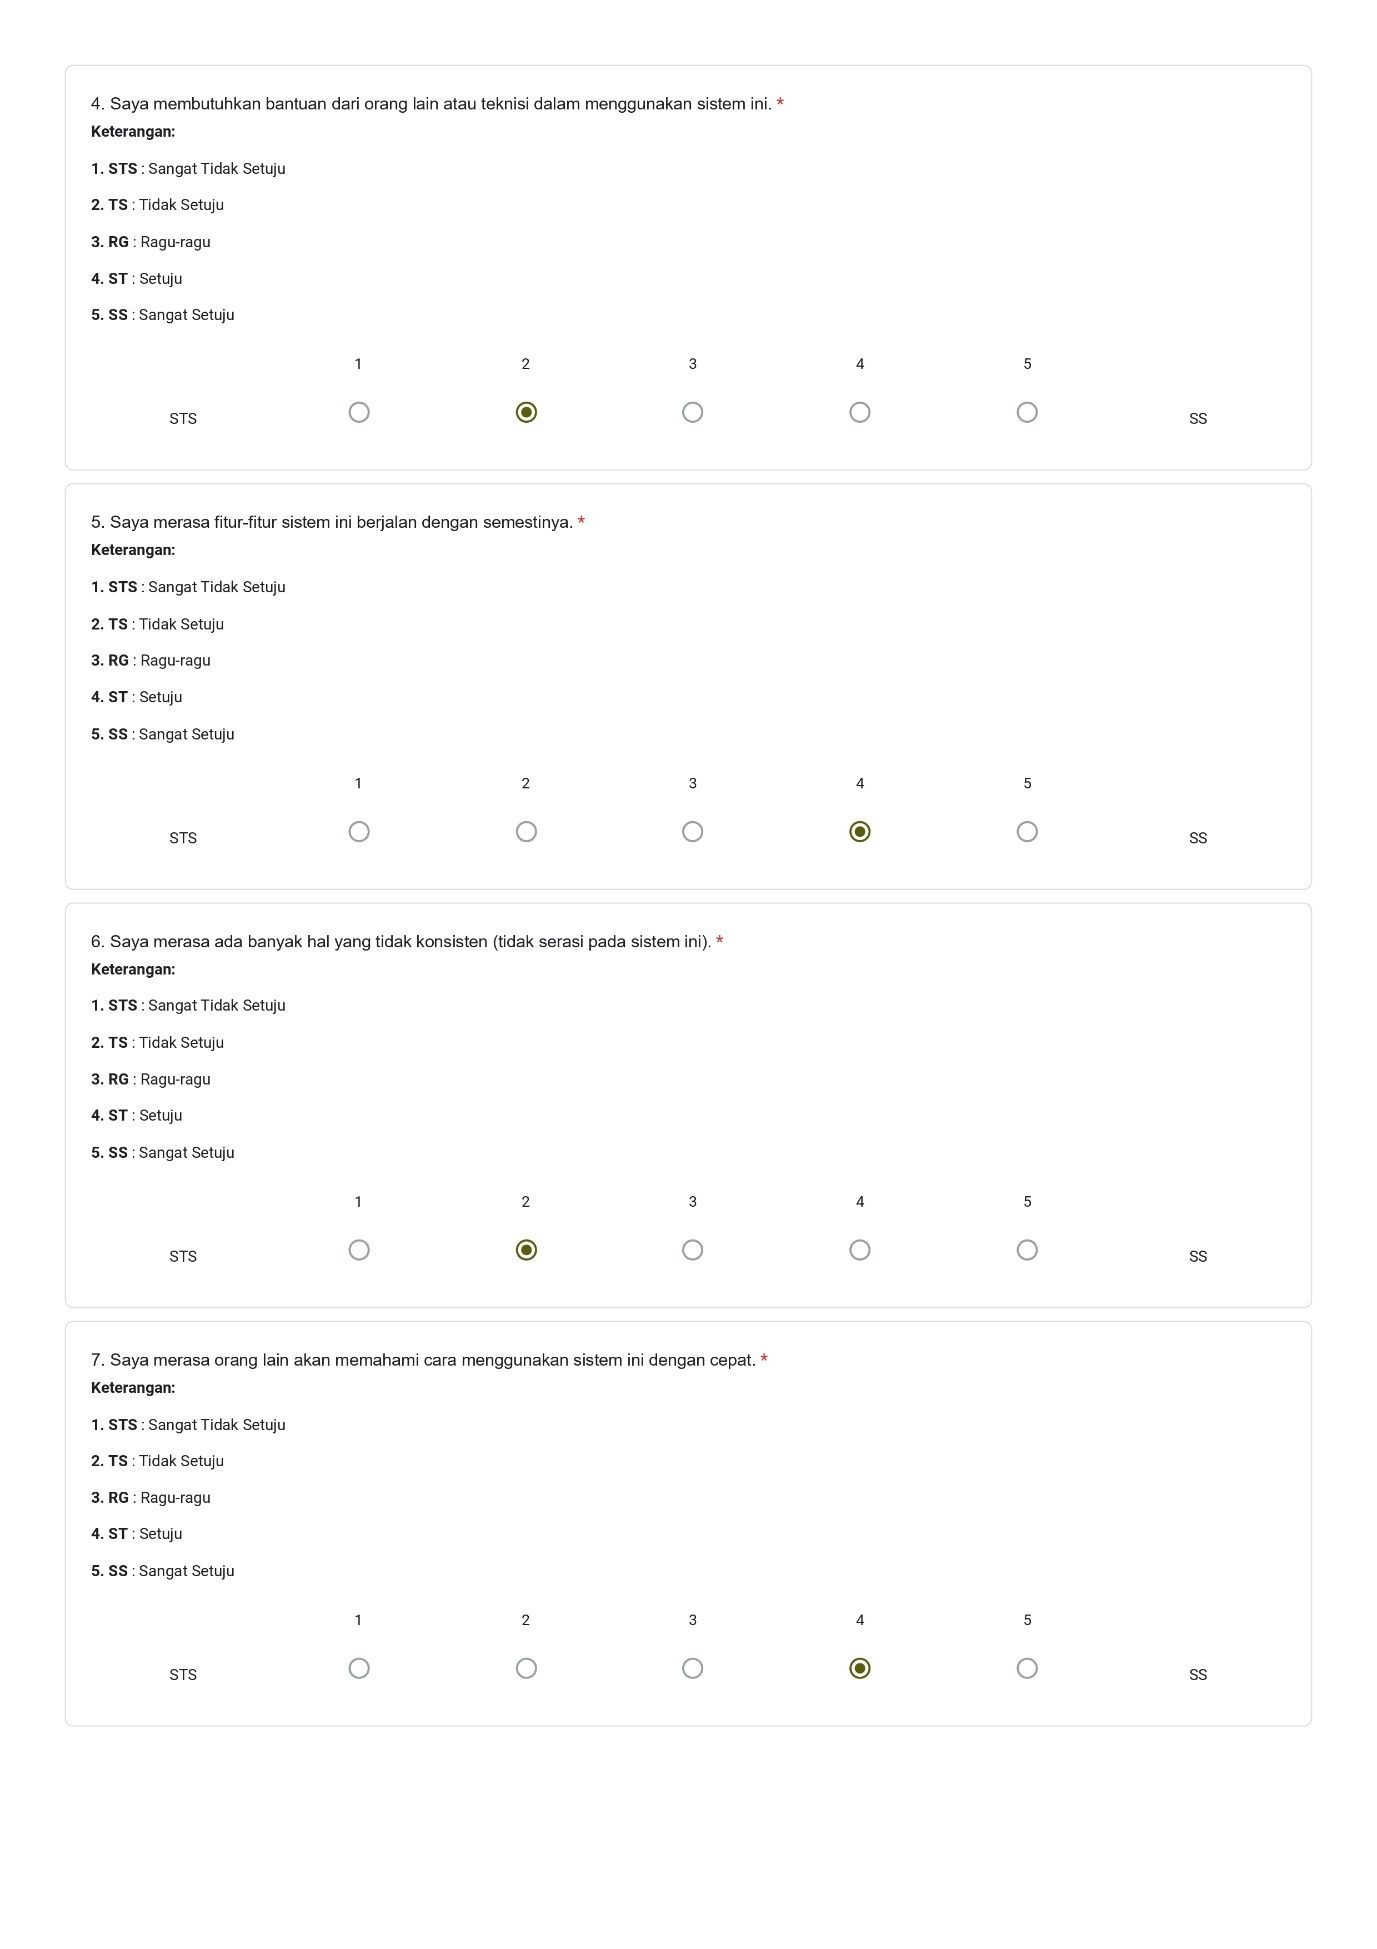 4. Saya membutuhkan bantuan dari orang lain atau teknisi dalam menggunakan sistem ini. *
Keterangan:
1. STS : Sangat Tidak Setuju
2. TS : Tidak Setuju
3. RG : Ragu-ragu
4. ST : Setuju
5. SS : Sangat Setuju
1 2 3 4 5
STS SS
5. Saya merasa fitur-fitur sistem ini berjalan dengan semestinya. *
Keterangan:
1. STS : Sangat Tidak Setuju
2. TS : Tidak Setuju
3. RG : Ragu-ragu
4. ST : Setuju
5. SS : Sangat Setuju
1 2 3 4 5
STS SS
6. Saya merasa ada banyak hal yang tidak konsisten (tidak serasi pada sistem ini). *
Keterangan:
1. STS : Sangat Tidak Setuju
2. TS : Tidak Setuju
3. RG : Ragu-ragu
4. ST : Setuju
5. SS : Sangat Setuju
1 2 3 4 5
STS SS
7. Saya merasa orang lain akan memahami cara menggunakan sistem ini dengan cepat. *
Keterangan:
1. STS : Sangat Tidak Setuju
2. TS : Tidak Setuju
3. RG : Ragu-ragu
4. ST : Setuju
5. SS : Sangat Setuju
1 2 3 4 5
STS SS